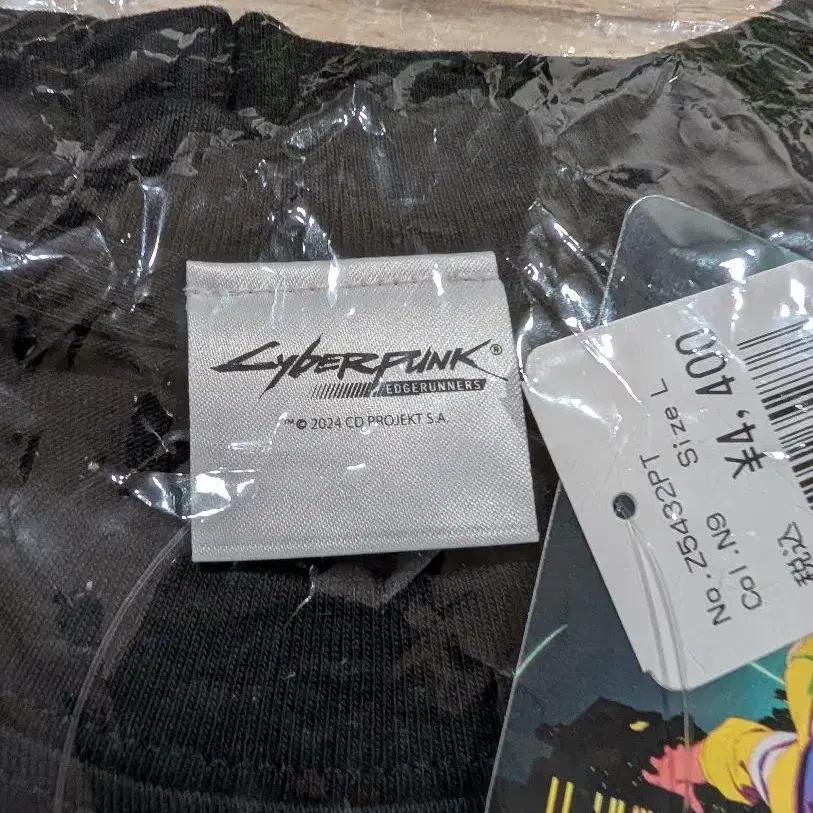 CYBERPUNK®
EDGERUNNERS
™© 2024 CD PROJEKT S.A.
No. Z5432PT
Col. N9 Size L
¥4,400
税込